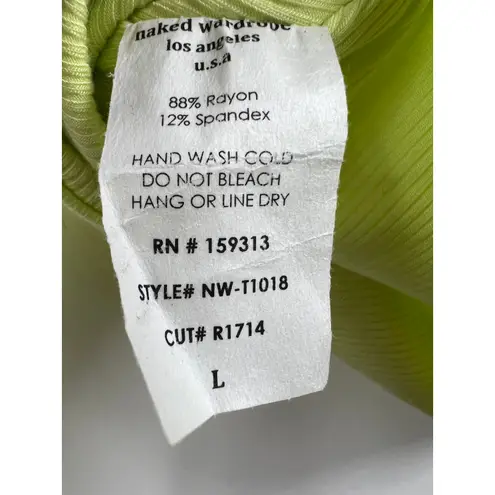 naked wardrobe
los angeles
u.s.a
88% Rayon
12% Spandex
HAND WASH COLD
DO NOT BLEACH
HANG OR LINE DRY
RN # 159313
STYLE# NW-T1018
CUT# R1714
L